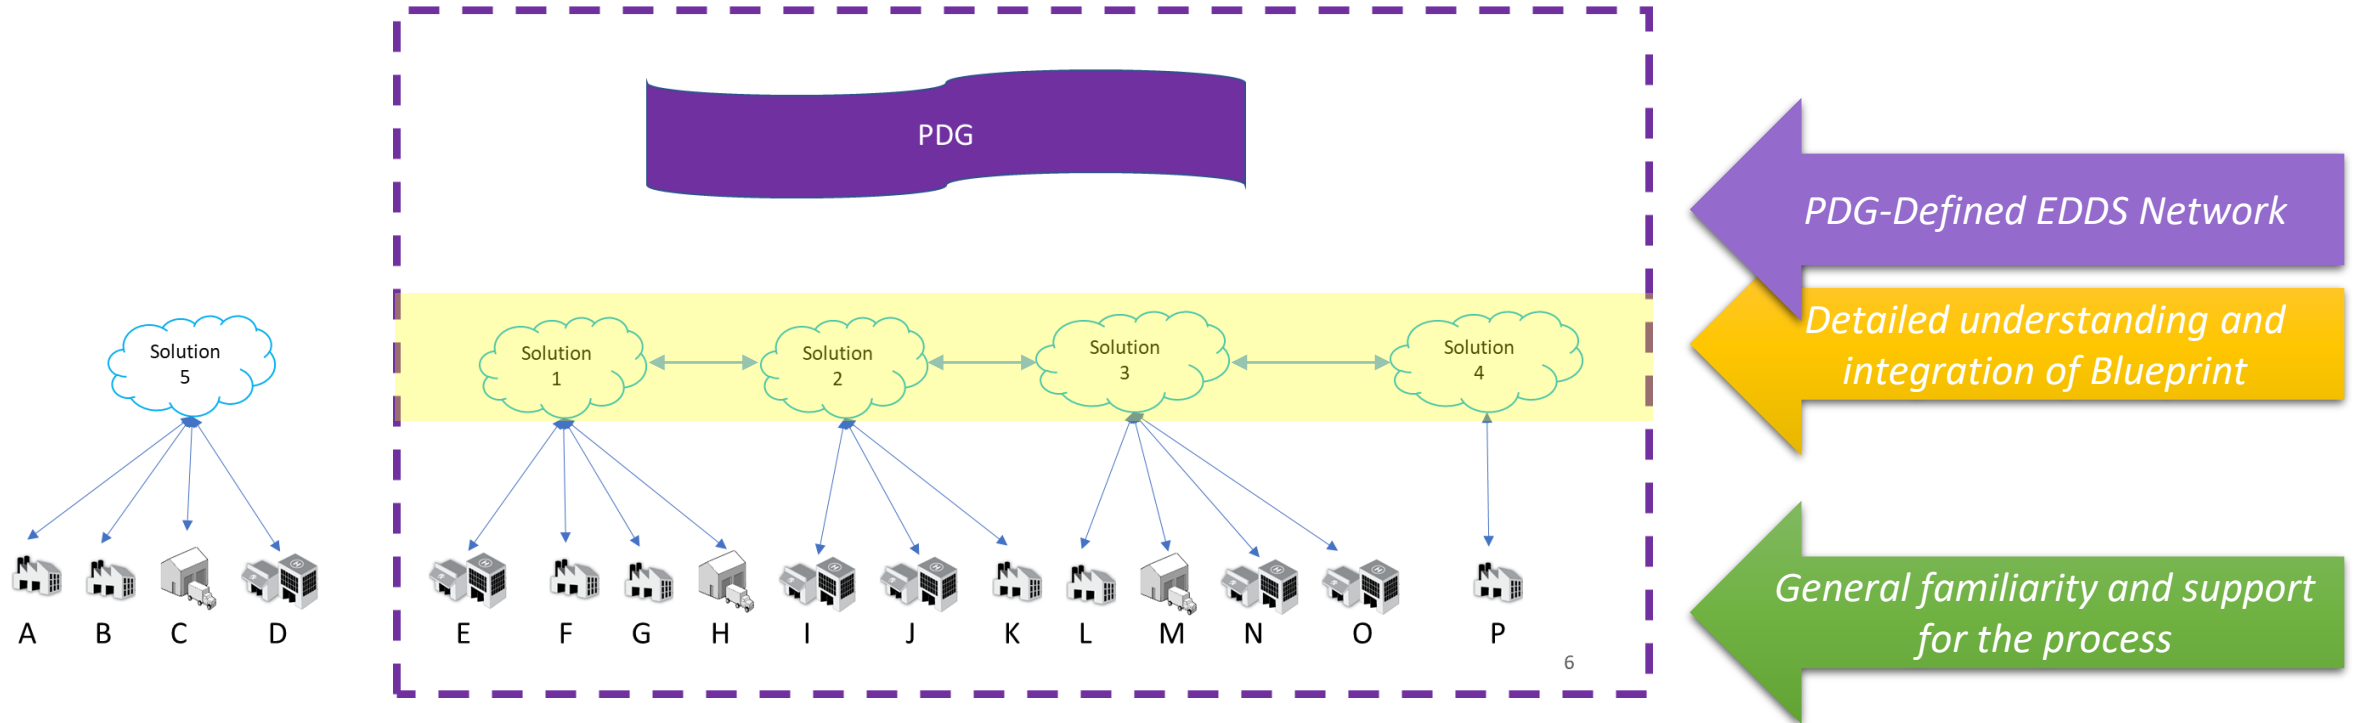 PDG
PDG-Defined EDDS Network
Detailed understanding and
integration of Blueprint
General familiarity and support
for the process
Solution
5
Solution
1
Solution
2
Solution
3
Solution
4
A B C D E F G H I J K L M N O P
6